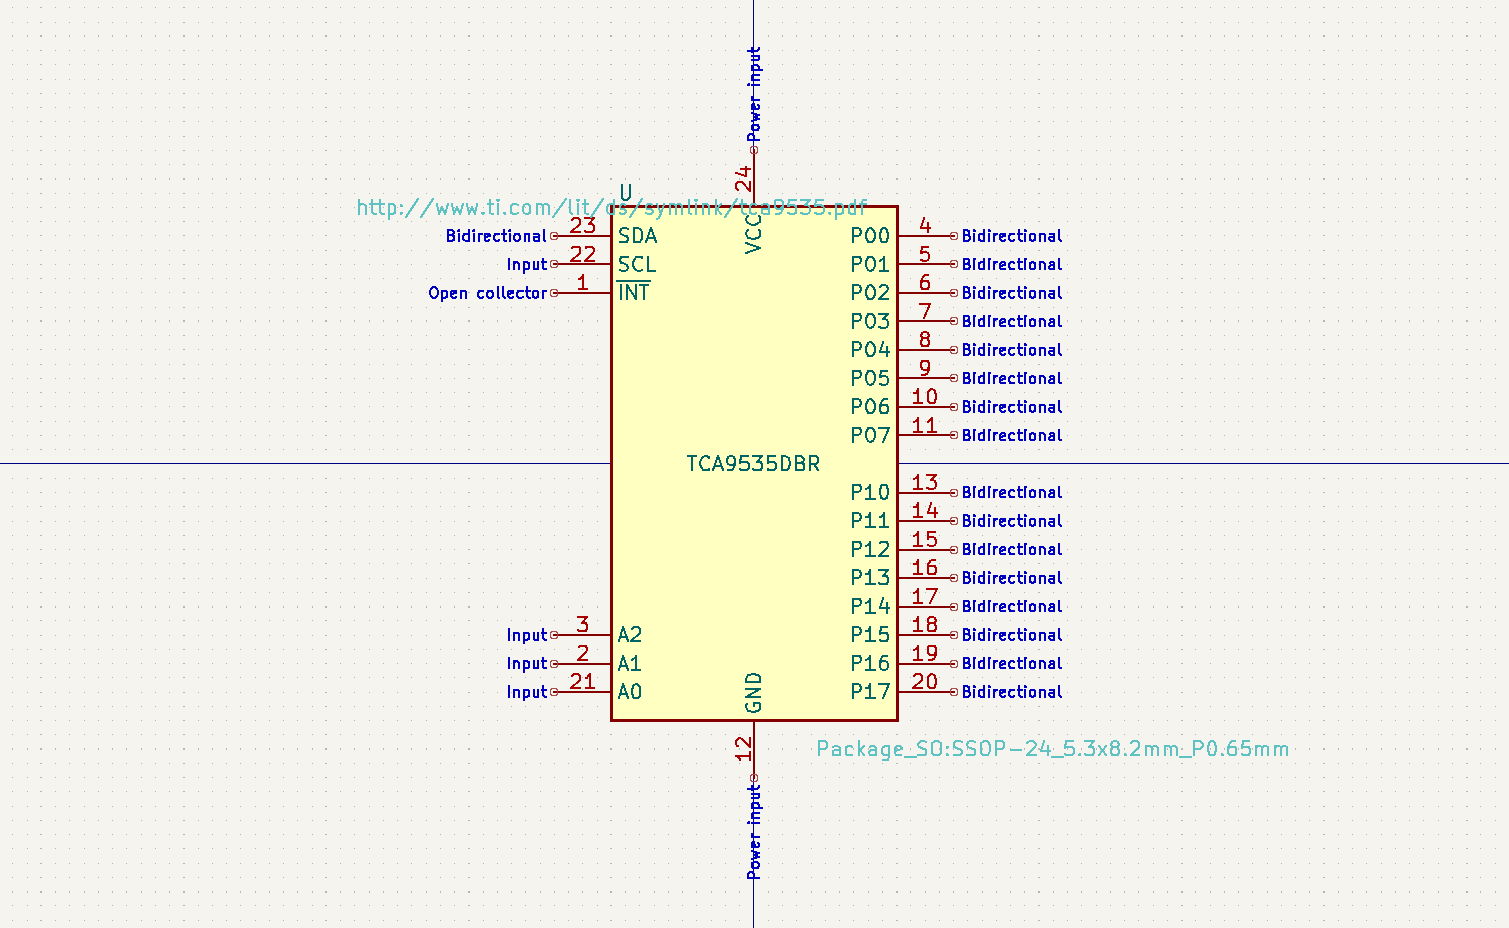 Power input
24
U
http://www.ti.com/lit/ds/symlink/tca9535.pdf
VCC
Bidirectional 23 SDA P00 4 Bidirectional
Input 22 SCL P01 5 Bidirectional
Open collector 1 INT P02 6 Bidirectional
P03 7 Bidirectional
P04 8 Bidirectional
P05 9 Bidirectional
P06 10 Bidirectional
P07 11 Bidirectional
TCA9535DBR
P10 13 Bidirectional
P11 14 Bidirectional
P12 15 Bidirectional
P13 16 Bidirectional
P14 17 Bidirectional
Input 3 A2 P15 18 Bidirectional
Input 2 A1 P16 19 Bidirectional
Input 21 A0 P17 20 Bidirectional
GND
12
Package_SO:SSOP-24_5.3x8.2mm_P0.65mm
Power input